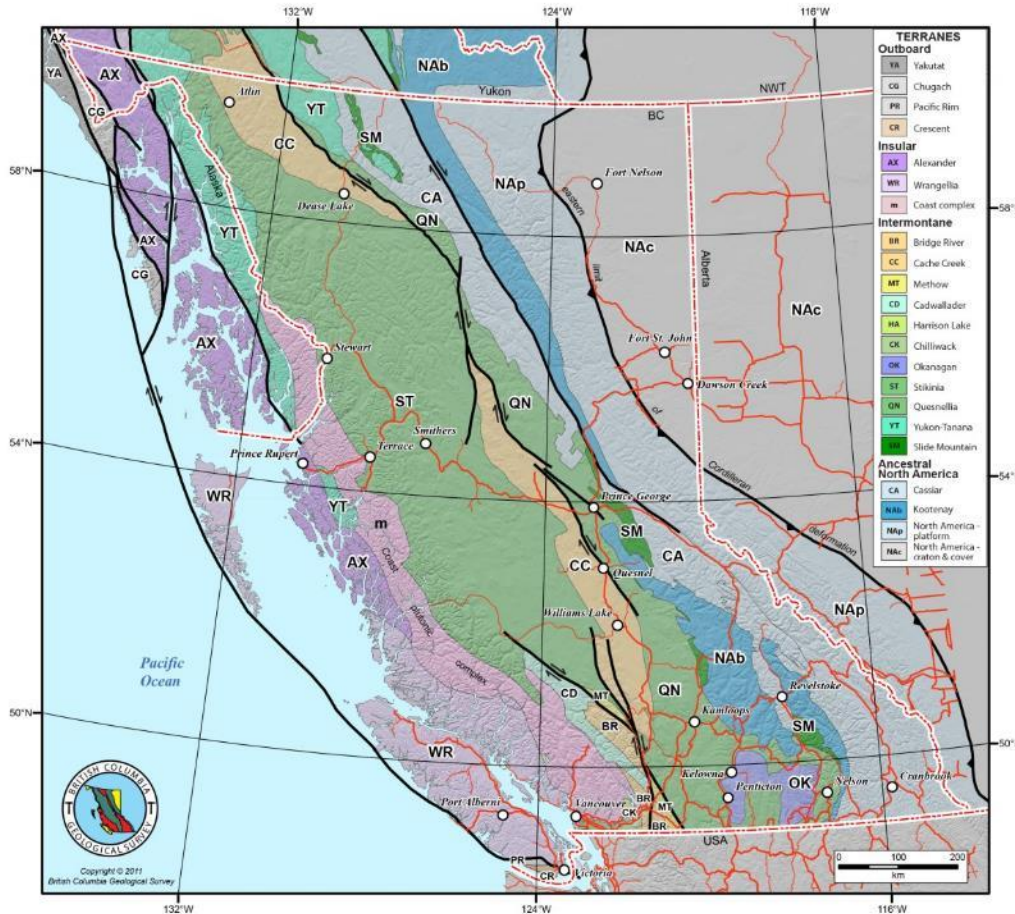 132°W
124°W
116°W
TERRANES
Outboard
YA Yakutat
CG Chugach
PR Pacific Rim
CR Crescent
Insular
AX Alexander
WR Wrangellia
m Coast complex
Intermontane
BR Bridge River
CC Cache Creek
MT Methow
CD Cadwallader
HA Harrison Lake
CK Chilliwack
OK Okanagan
ST Stikinia
QN Quesnellia
YT Yukon-Tanana
SM Slide Mountain
Ancestral
North America
CA Cassiar
NAb Kootenay
NAp North America - platform
NAc North America - craton & cover
AX
YA
AX
CG
Atlin
YT
NAb
Yukon
NWT
BC
CC
SM
58°N
58°N
Alaska
Dease Lake
CA
QN
NAp
Fort Nelson
eastern
limit
of
Cordilleran
deformation
NAc
Alberta
NAc
YT
AX
CG
AX
Stewart
Fort St. John
Dawson Creek
ST
QN
54°N
54°N
Smithers
Terrace
Prince Rupert
WR
YT
m
AX
Coast
plutonic
complex
Prince George
SM
CA
CC
Quesnel
Williams Lake
NAp
NAb
Pacific
Ocean
QN
Revelstoke
CD
MT
BR
Kamloops
SM
50°N
50°N
WR
Kelowna
OK
Nelson
Cranbrook
Penticton
Port Alberni
Vancouver
BR
CK
MT
BR
USA
PR
CR
Victoria
BRITISH COLUMBIA
GEOLOGICAL SURVEY
Copyright © 2011
British Columbia Geological Survey
0 100 200
km
132°W
124°W
116°W